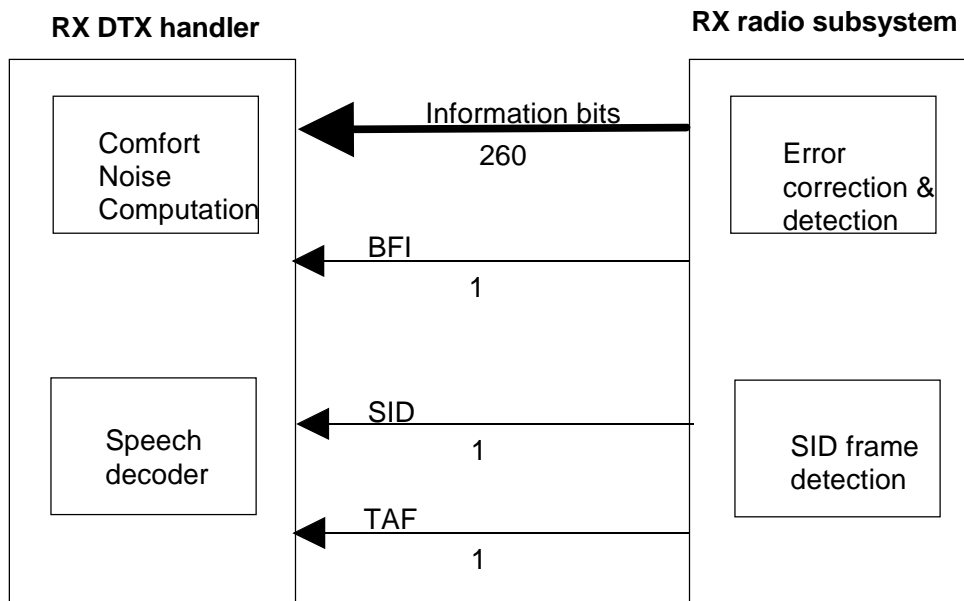 RX DTX handler
RX radio subsystem
Information bits
260
Comfort
Noise
Computation
Error
correction &
detection
BFI
1
SID
1
Speech
decoder
SID frame
detection
TAF
1